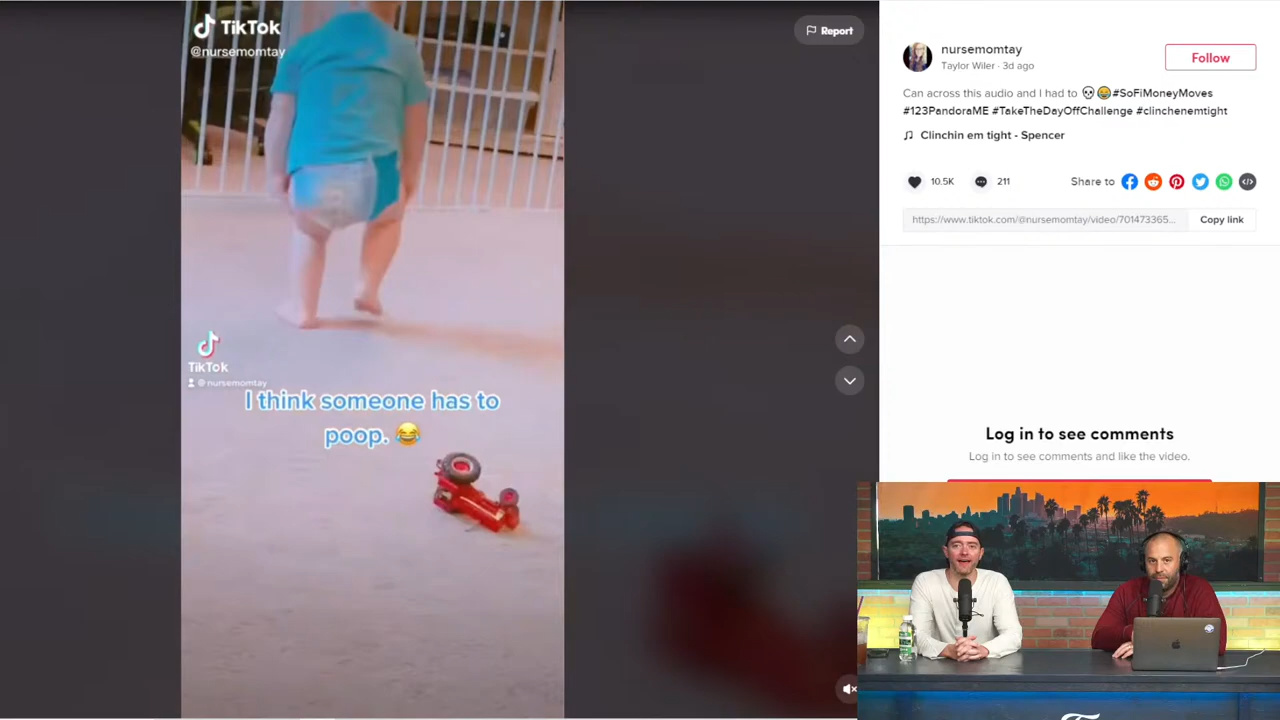 TikTok
@nursemomtay
Report
TikTok
@nursemomtay
I think someone has to
poop. 😂
nursemomtay
Taylor Wiler · 3d ago
Follow
Can across this audio and I had to 💀😂#SoFiMoneyMoves
#123PandoraME #TakeTheDayOffChallenge #clinchenemtight
Clinchin em tight - Spencer
10.5K
211
Share to
https://www.tiktok.com/@nursemomtay/video/701473365...
Copy link
Log in to see comments
Log in to see comments and like the video.